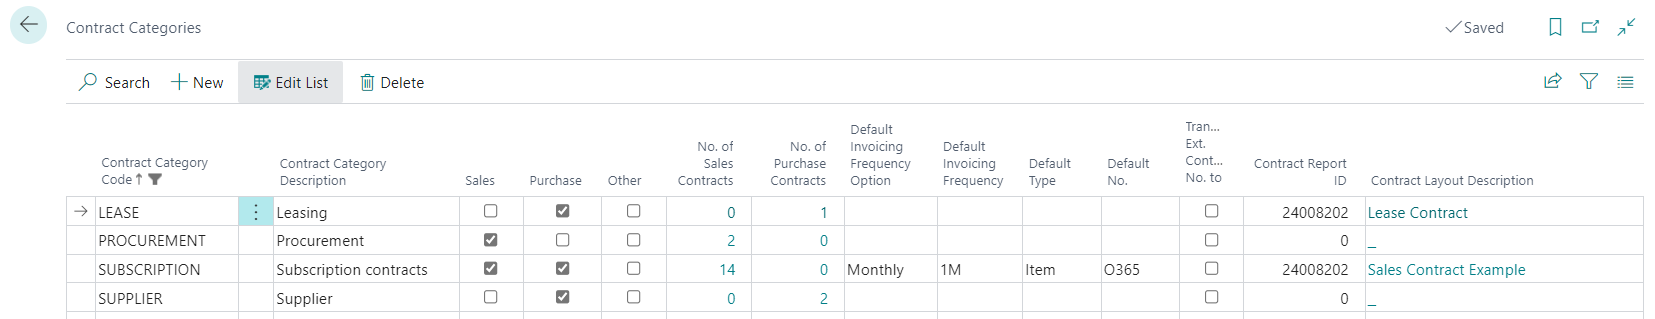 Contract Categories
Saved
Search New Edit List Delete
Contract Category Code
Contract Category Description
Sales
Purchase
Other
No. of Sales Contracts
No. of Purchase Contracts
Default Invoicing Frequency Option
Default Invoicing Frequency
Default Type
Default No.
Tran... Ext. Cont... No. to
Contract Report ID
Contract Layout Description
LEASE Leasing 0 1 24008202 Lease Contract
PROCUREMENT Procurement 2 0 0 _
SUBSCRIPTION Subscription contracts 14 0 Monthly 1M Item O365 24008202 Sales Contract Example
SUPPLIER Supplier 0 2 0 _